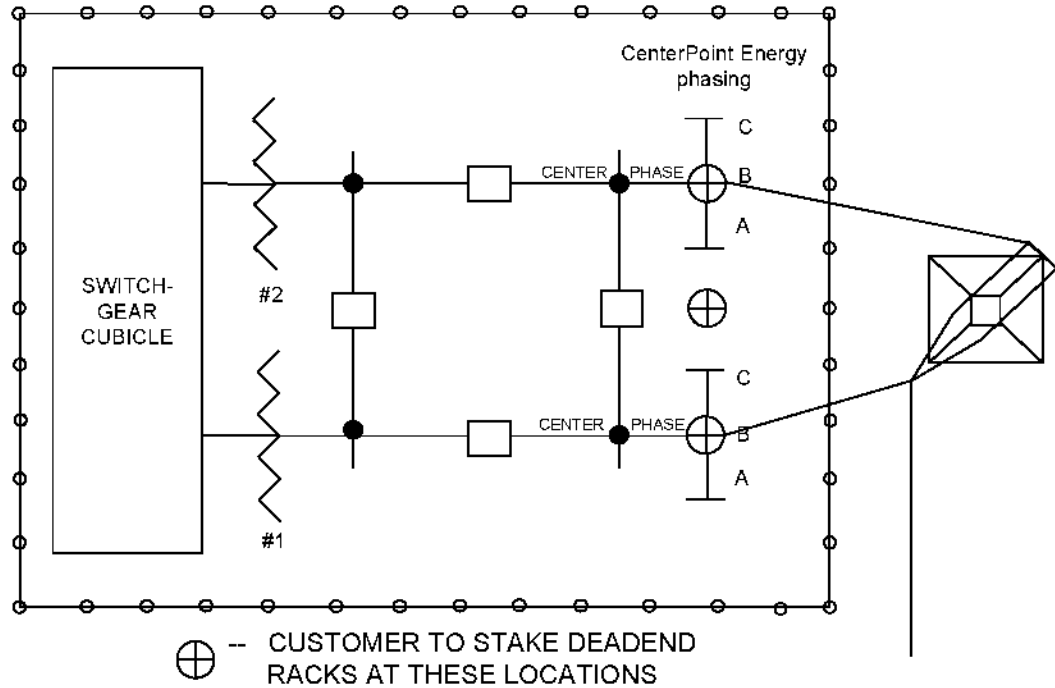 CenterPoint Energy
phasing
C
CENTER PHASE B
A
#2
SWITCH-
GEAR
CUBICLE
C
CENTER PHASE B
A
#1
-- CUSTOMER TO STAKE DEADEND
RACKS AT THESE LOCATIONS